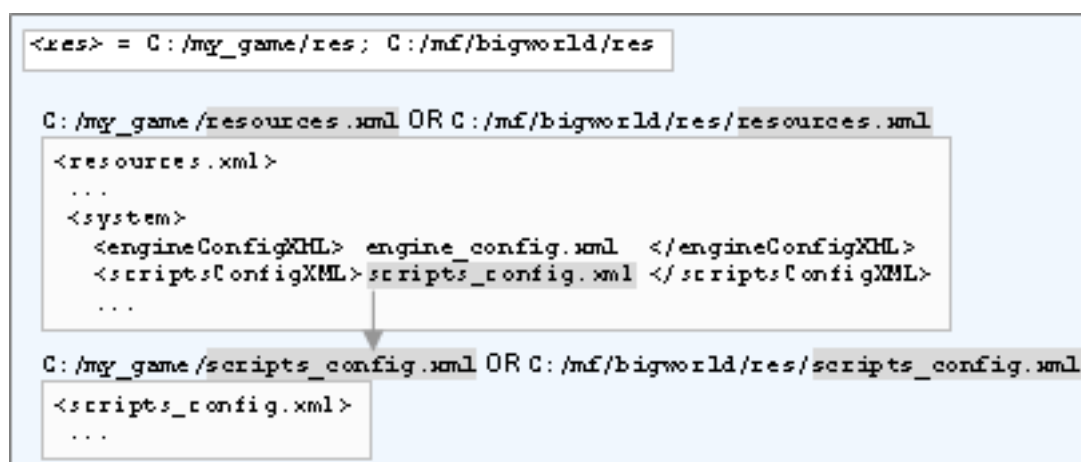 <res> = C:/my_game/res; C:/mf/bigworld/res
C:/my_game/resources.xml OR C:/mf/bigworld/res/resources.xml
<resources.xml>
...
<system>
<engineConfigXML> engine_config.xml </engineConfigXML>
<scriptsConfigXML> scripts_config.xml </scriptsConfigXML>
...
C:/my_game/scripts_config.xml OR C:/mf/bigworld/res/scripts_config.xml
<scripts_config.xml>
...